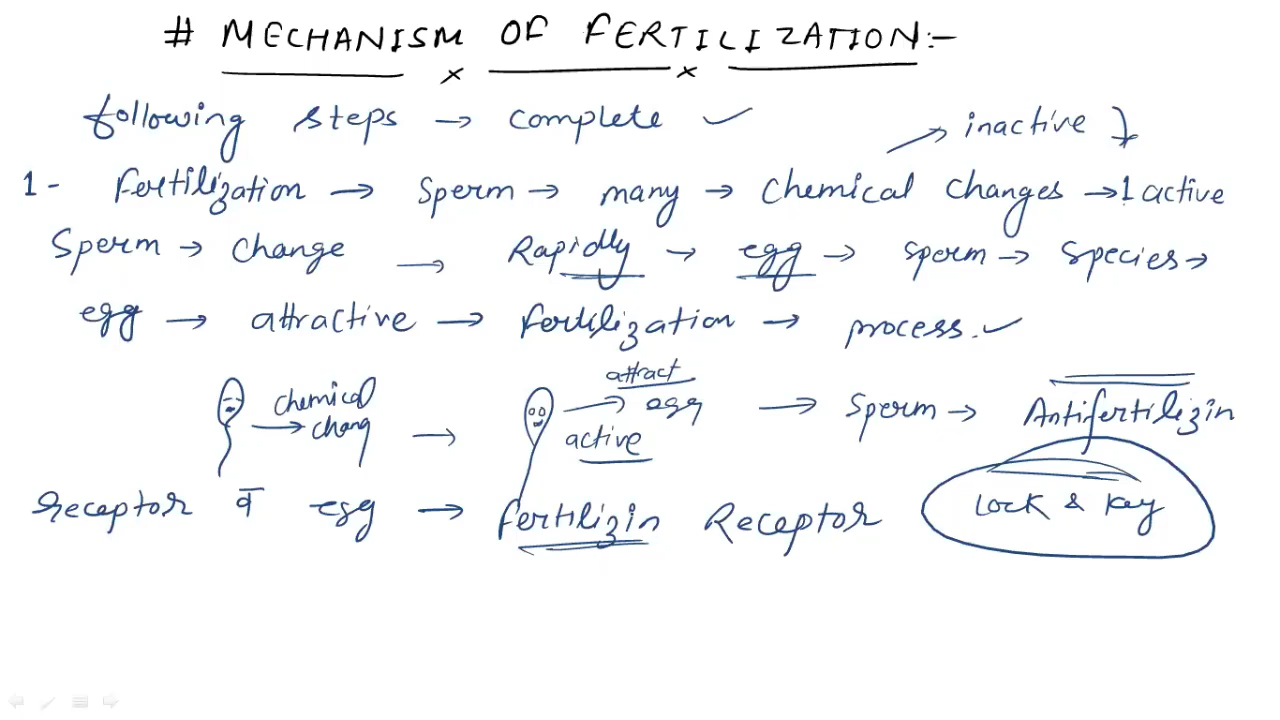 # MECHANISM OF FERTILIZATION:-
following steps → complete ✓
→ inactive }
1- Fertilization → Sperm → many → Chemical changes → 1 active
Sperm → Change → Rapidly → egg → sperm → species →
egg → attractive → fertilization → process. ✓
chemical chang → active → attract egg → sperm → Antifertilizin
Receptor व egg → fertilizin Receptor
Lock & key